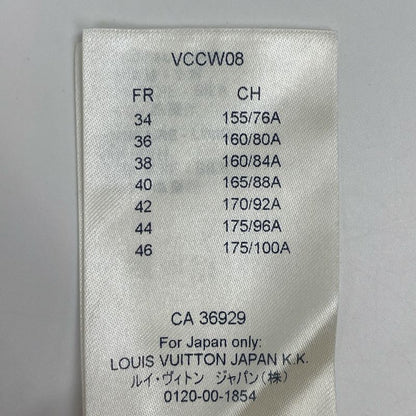 VCCW08
FR CH
34 155/76A
36 160/80A
38 160/84A
40 165/88A
42 170/92A
44 175/96A
46 175/100A
CA 36929
For Japan only:
LOUIS VUITTON JAPAN K.K.
ルイ・ヴィトン ジャパン(株)
0120-00-1854